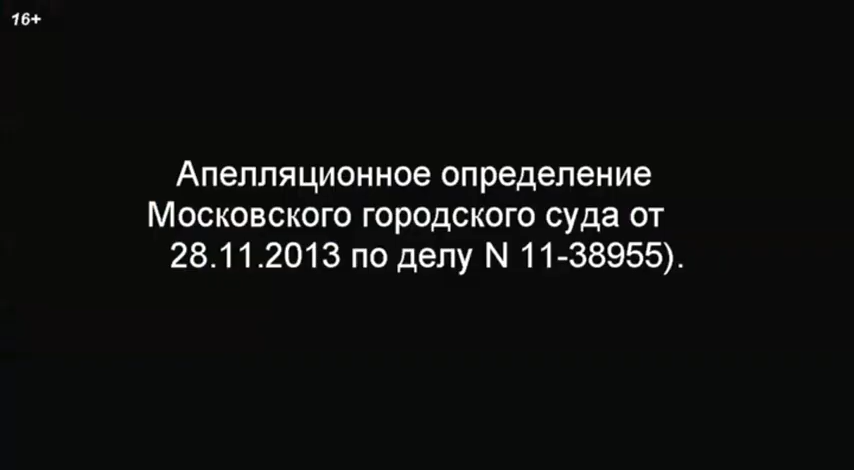 16+
Апелляционное определение
Московского городского суда от
28.11.2013 по делу N 11-38955).